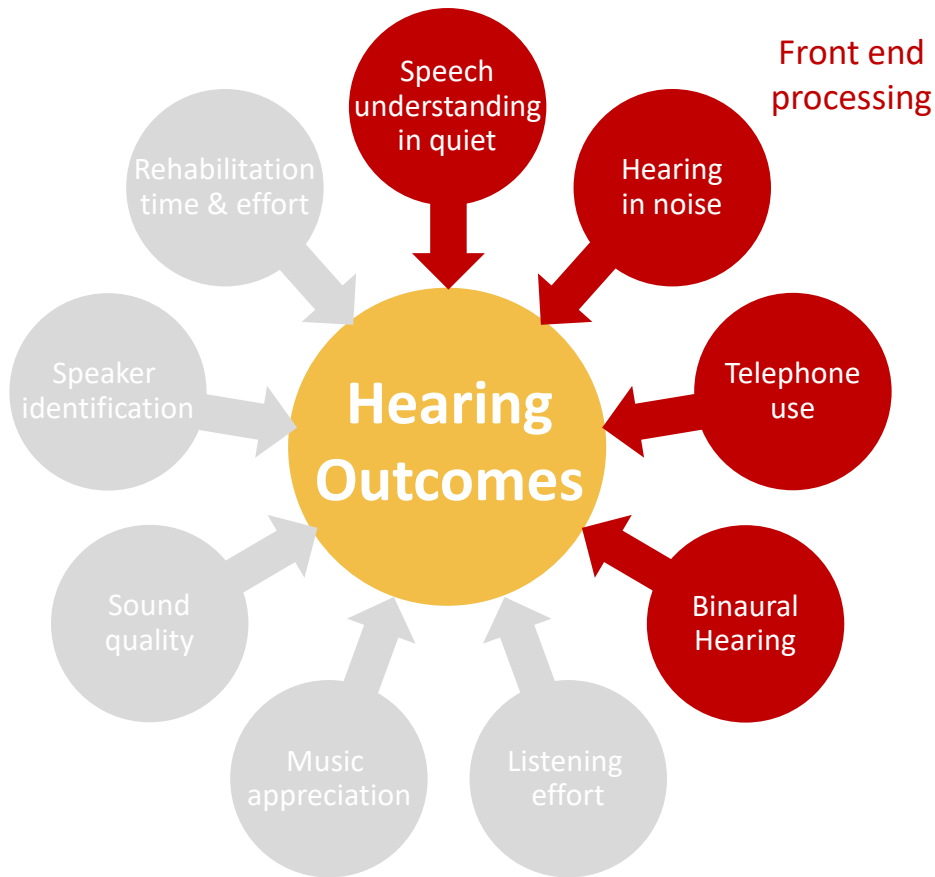 Front end
processing
Speech
understanding
in quiet
Hearing
in noise
Telephone
use
Binaural
Hearing
Listening
effort
Music
appreciation
Sound
quality
Speaker
identification
Rehabilitation
time & effort
Hearing
Outcomes